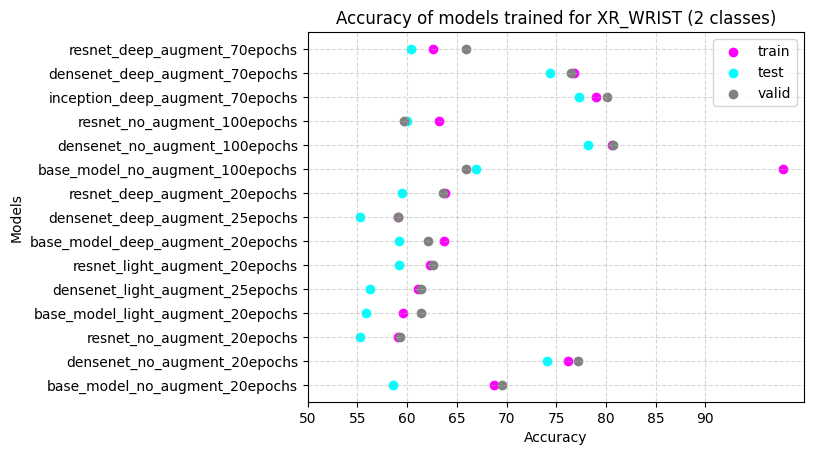 Accuracy of models trained for XR_WRIST (2 classes)
train
test
valid
Models
resnet_deep_augment_70epochs
densenet_deep_augment_70epochs
inception_deep_augment_70epochs
resnet_no_augment_100epochs
densenet_no_augment_100epochs
base_model_no_augment_100epochs
resnet_deep_augment_20epochs
densenet_deep_augment_25epochs
base_model_deep_augment_20epochs
resnet_light_augment_20epochs
densenet_light_augment_25epochs
base_model_light_augment_20epochs
resnet_no_augment_20epochs
densenet_no_augment_20epochs
base_model_no_augment_20epochs
50 55 60 65 70 75 80 85 90
Accuracy